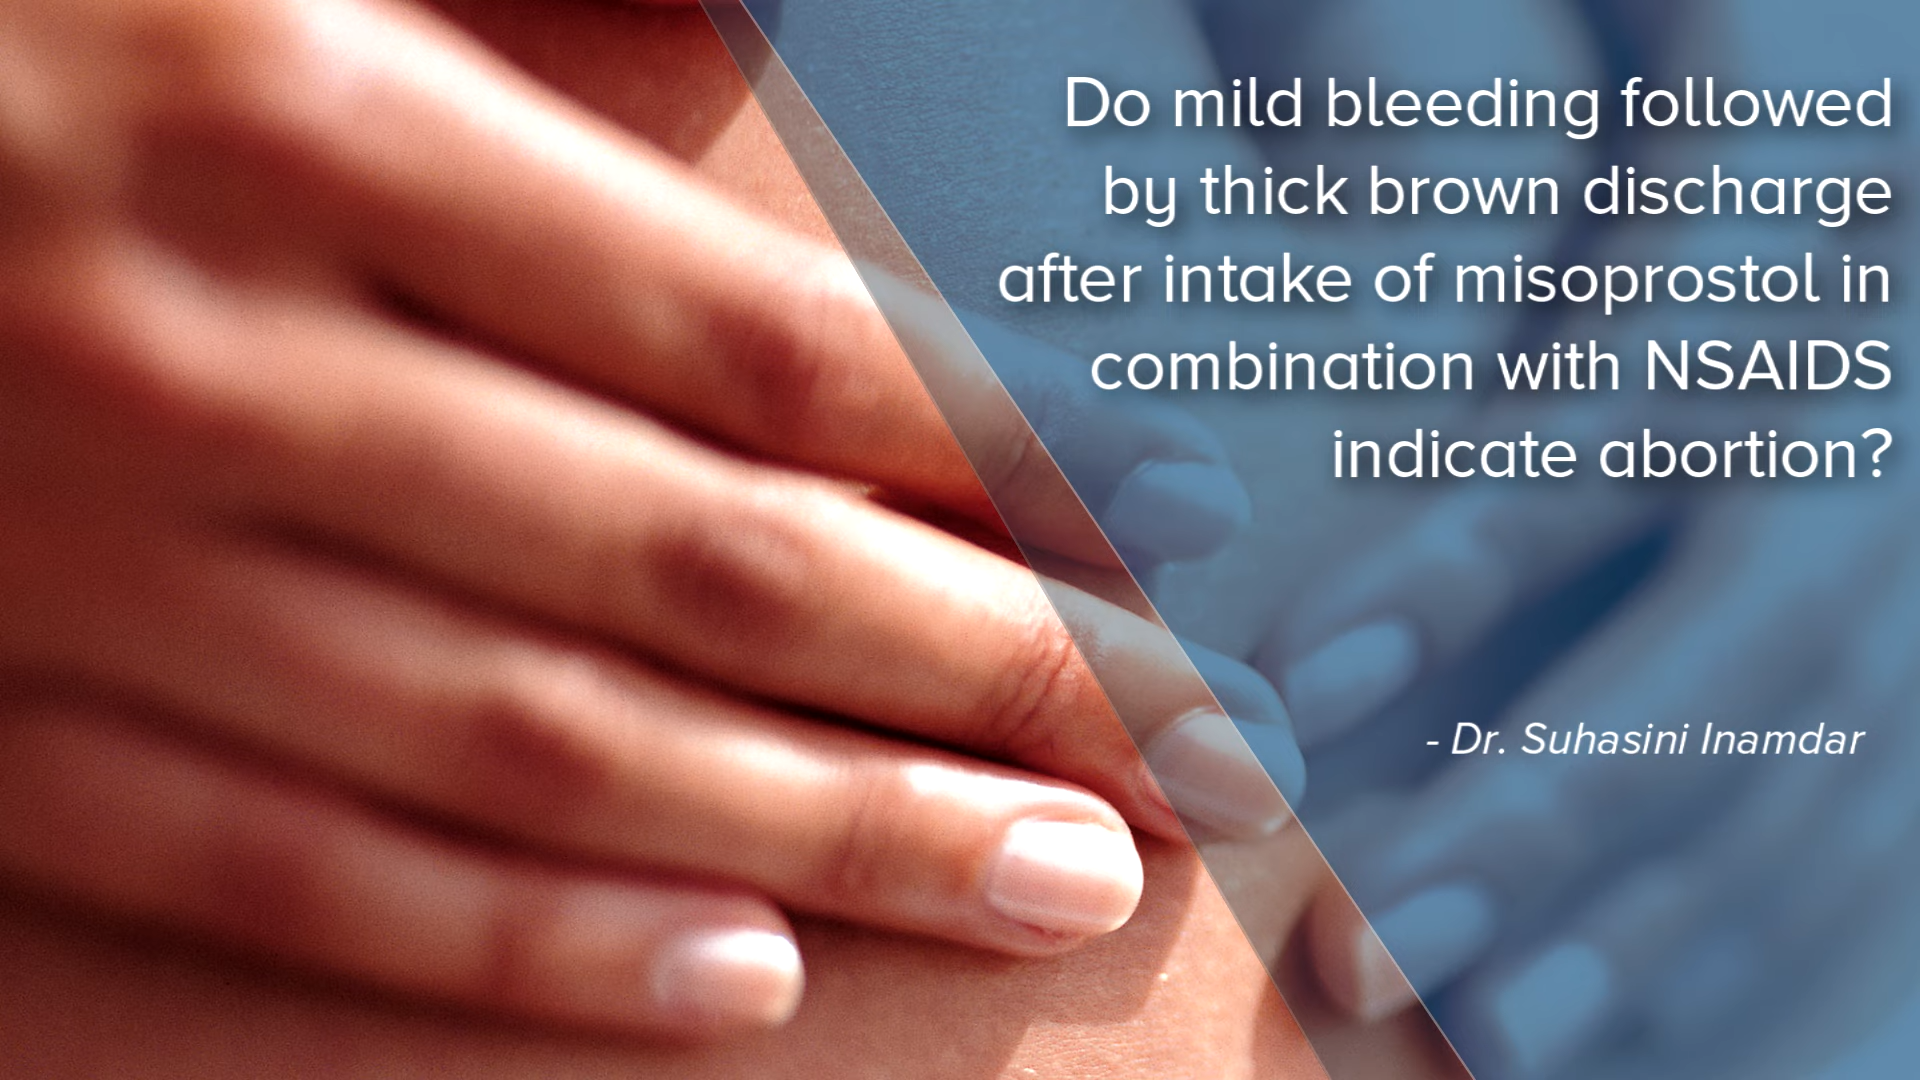 Do mild bleeding followed
by thick brown discharge
after intake of misoprostol in
combination with NSAIDS
indicate abortion?
- Dr. Suhasini Inamdar